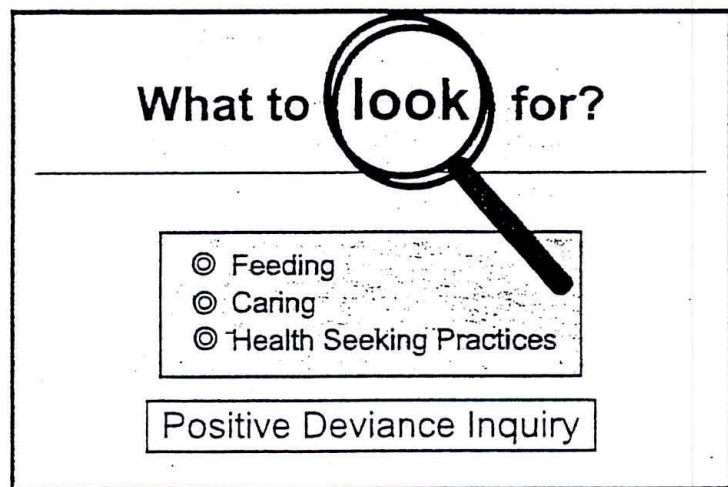 What to look for?
◎ Feeding
◎ Caring
◎ Health Seeking Practices
Positive Deviance Inquiry